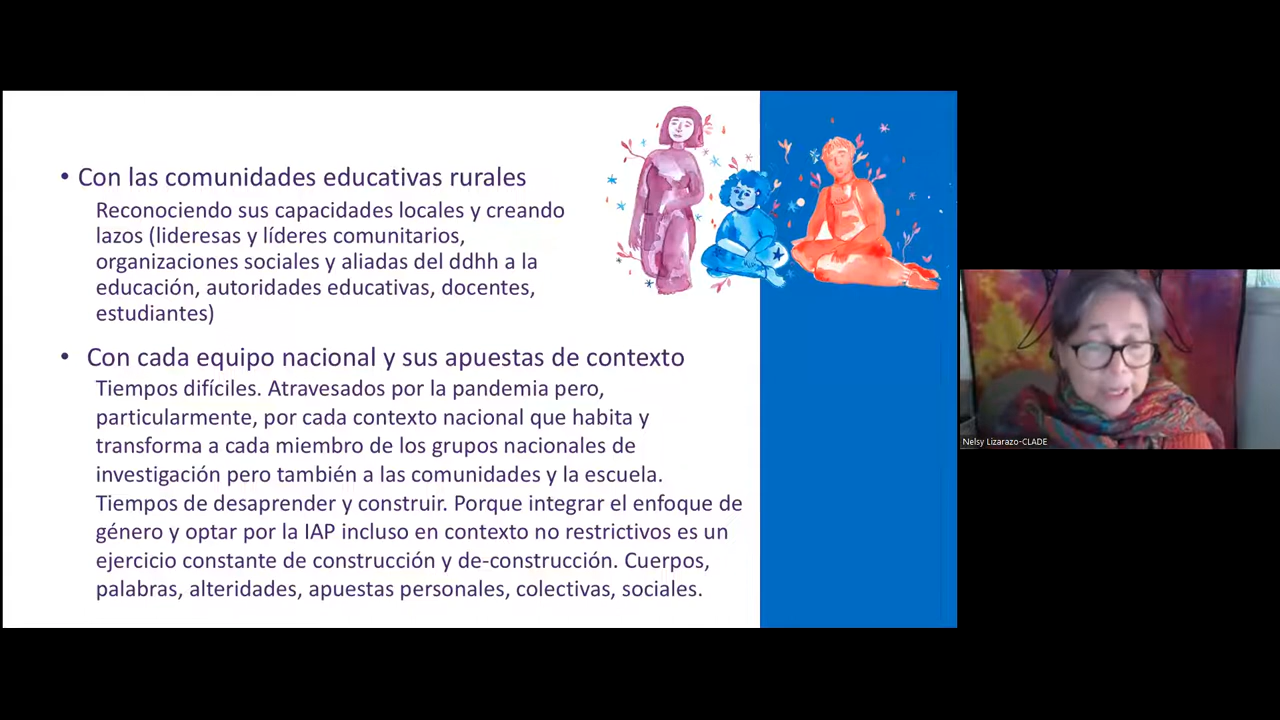 • Con las comunidades educativas rurales
Reconociendo sus capacidades locales y creando
lazos (lideresas y líderes comunitarios,
organizaciones sociales y aliadas del ddhh a la
educación, autoridades educativas, docentes,
estudiantes)
• Con cada equipo nacional y sus apuestas de contexto
Tiempos difíciles. Atravesados por la pandemia pero,
particularmente, por cada contexto nacional que habita y
transforma a cada miembro de los grupos nacionales de
investigación pero también a las comunidades y la escuela.
Tiempos de desaprender y construir. Porque integrar el enfoque de
género y optar por la IAP incluso en contexto no restrictivos es un
ejercicio constante de construcción y de-construcción. Cuerpos,
palabras, alteridades, apuestas personales, colectivas, sociales.
Nelsy Lizarazo-CLADE